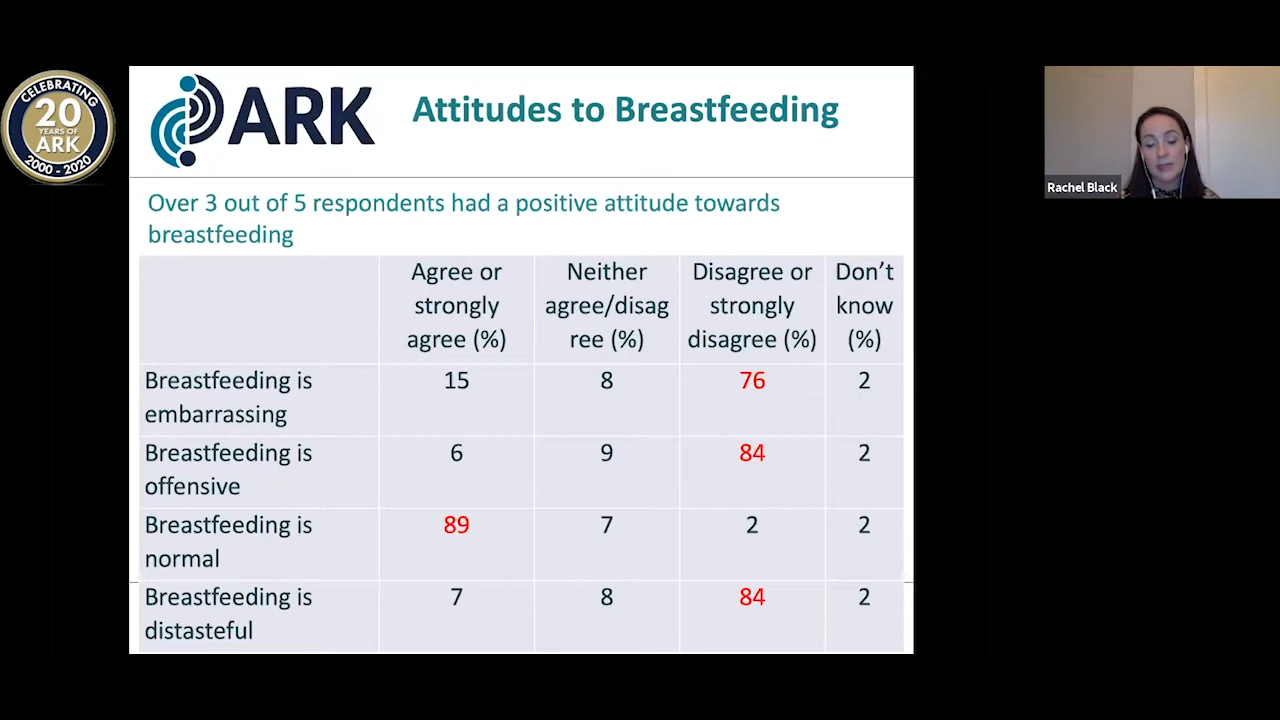 CELEBRATING
20
YEARS OF
ARK
2000 - 2020
ARK
Attitudes to Breastfeeding
Rachel Black
Over 3 out of 5 respondents had a positive attitude towards
breastfeeding
Agree or
strongly
agree (%)
Neither
agree/disag
ree (%)
Disagree or
strongly
disagree (%)
Don’t
know
(%)
Breastfeeding is
embarrassing
15
8
76
2
Breastfeeding is
offensive
6
9
84
2
Breastfeeding is
normal
89
7
2
2
Breastfeeding is
distasteful
7
8
84
2